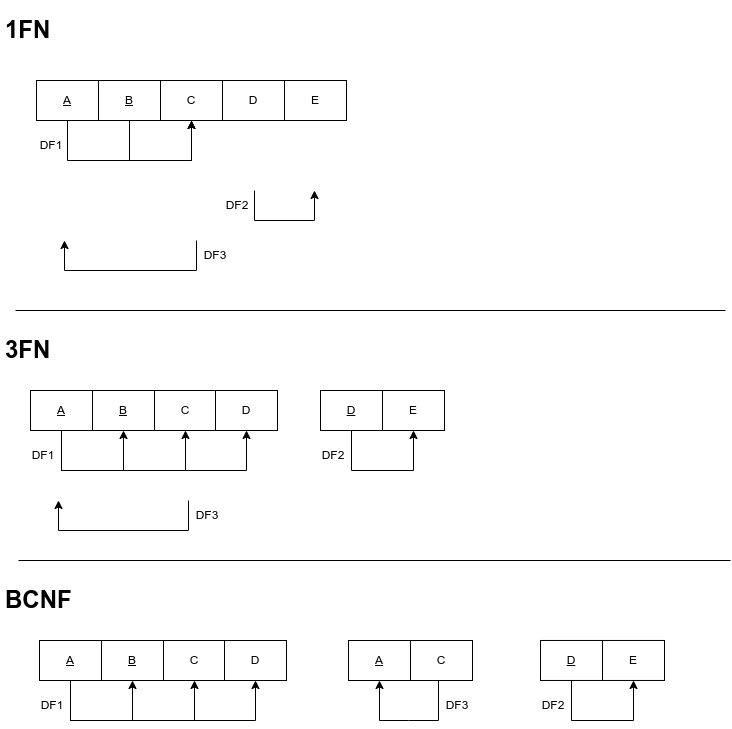 1FN
A B C D E
DF1
DF2
DF3
3FN
A B C D D E
DF1 DF2
DF3
BCNF
A B C D A C D E
DF1 DF3 DF2